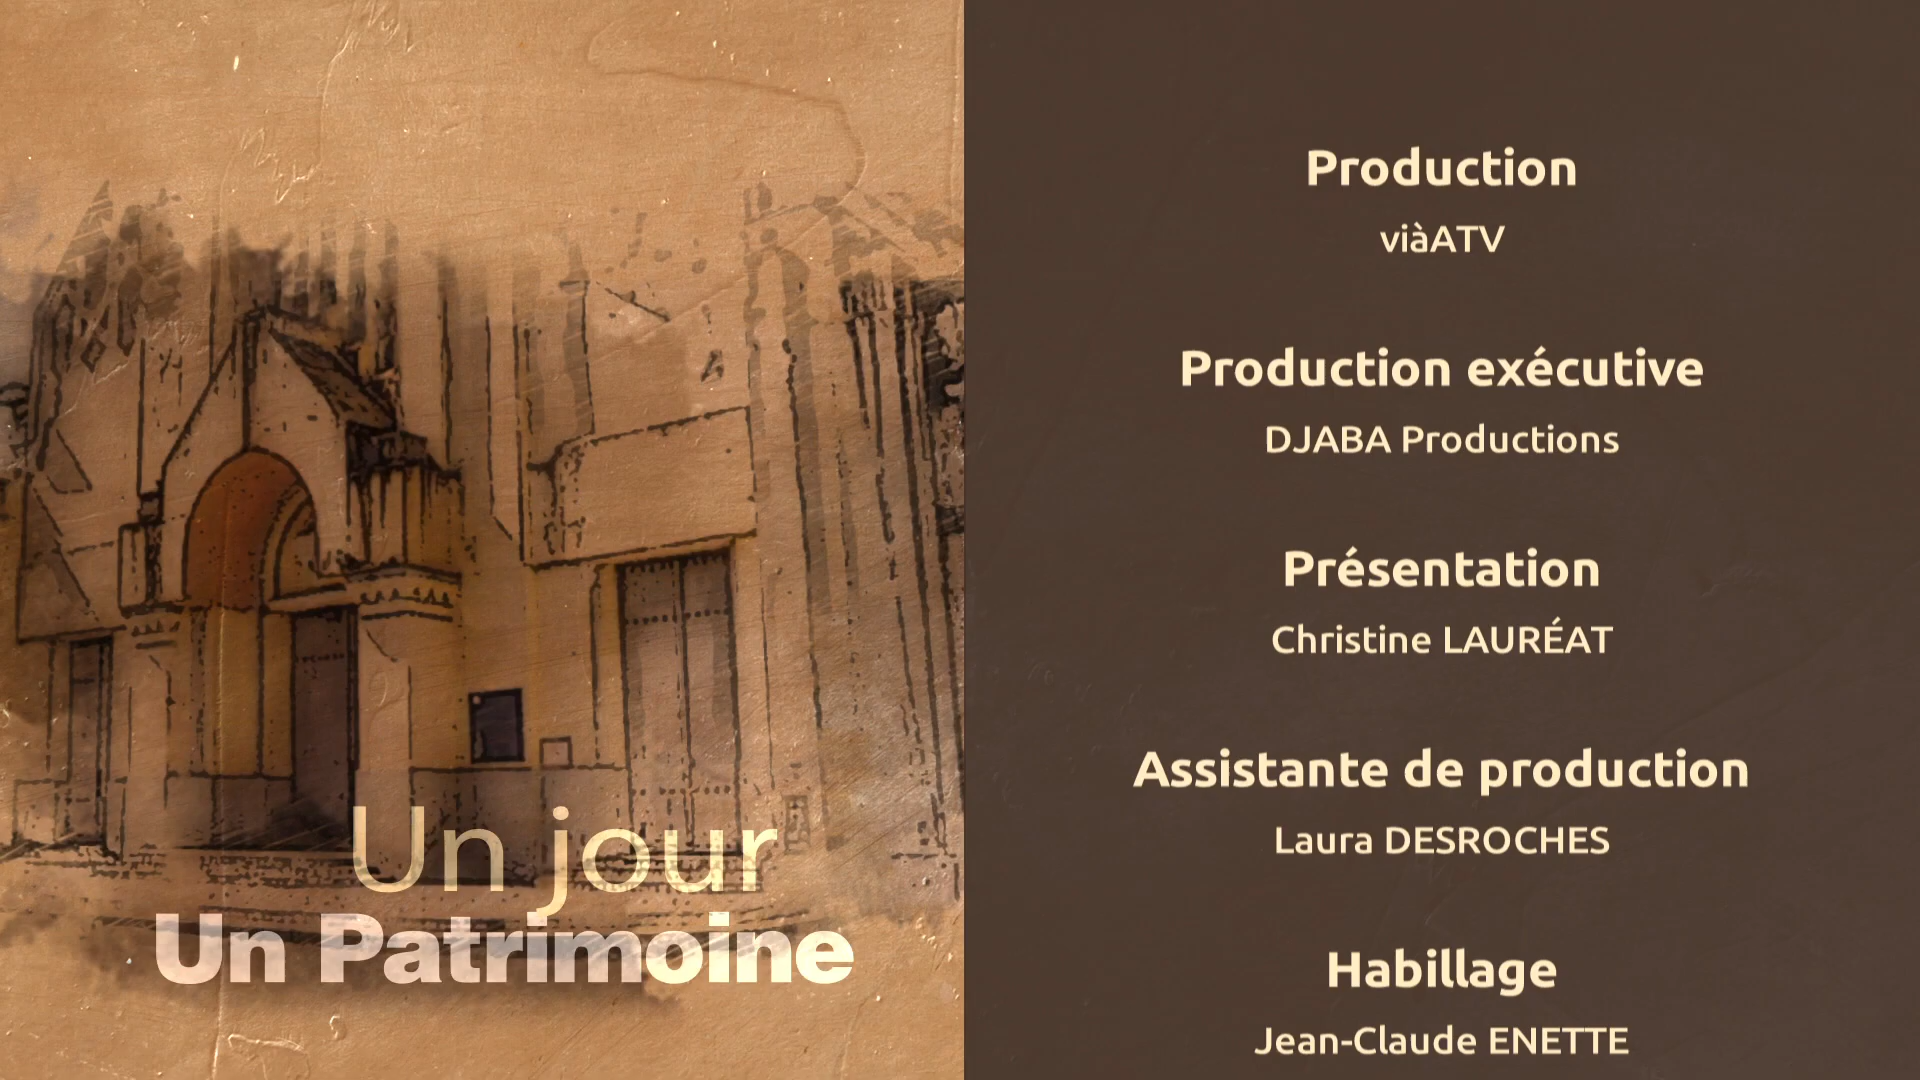 Un jour
Un Patrimoine
Production
viàATV
Production exécutive
DJABA Productions
Présentation
Christine LAURÉAT
Assistante de production
Laura DESROCHES
Habillage
Jean-Claude ENETTE